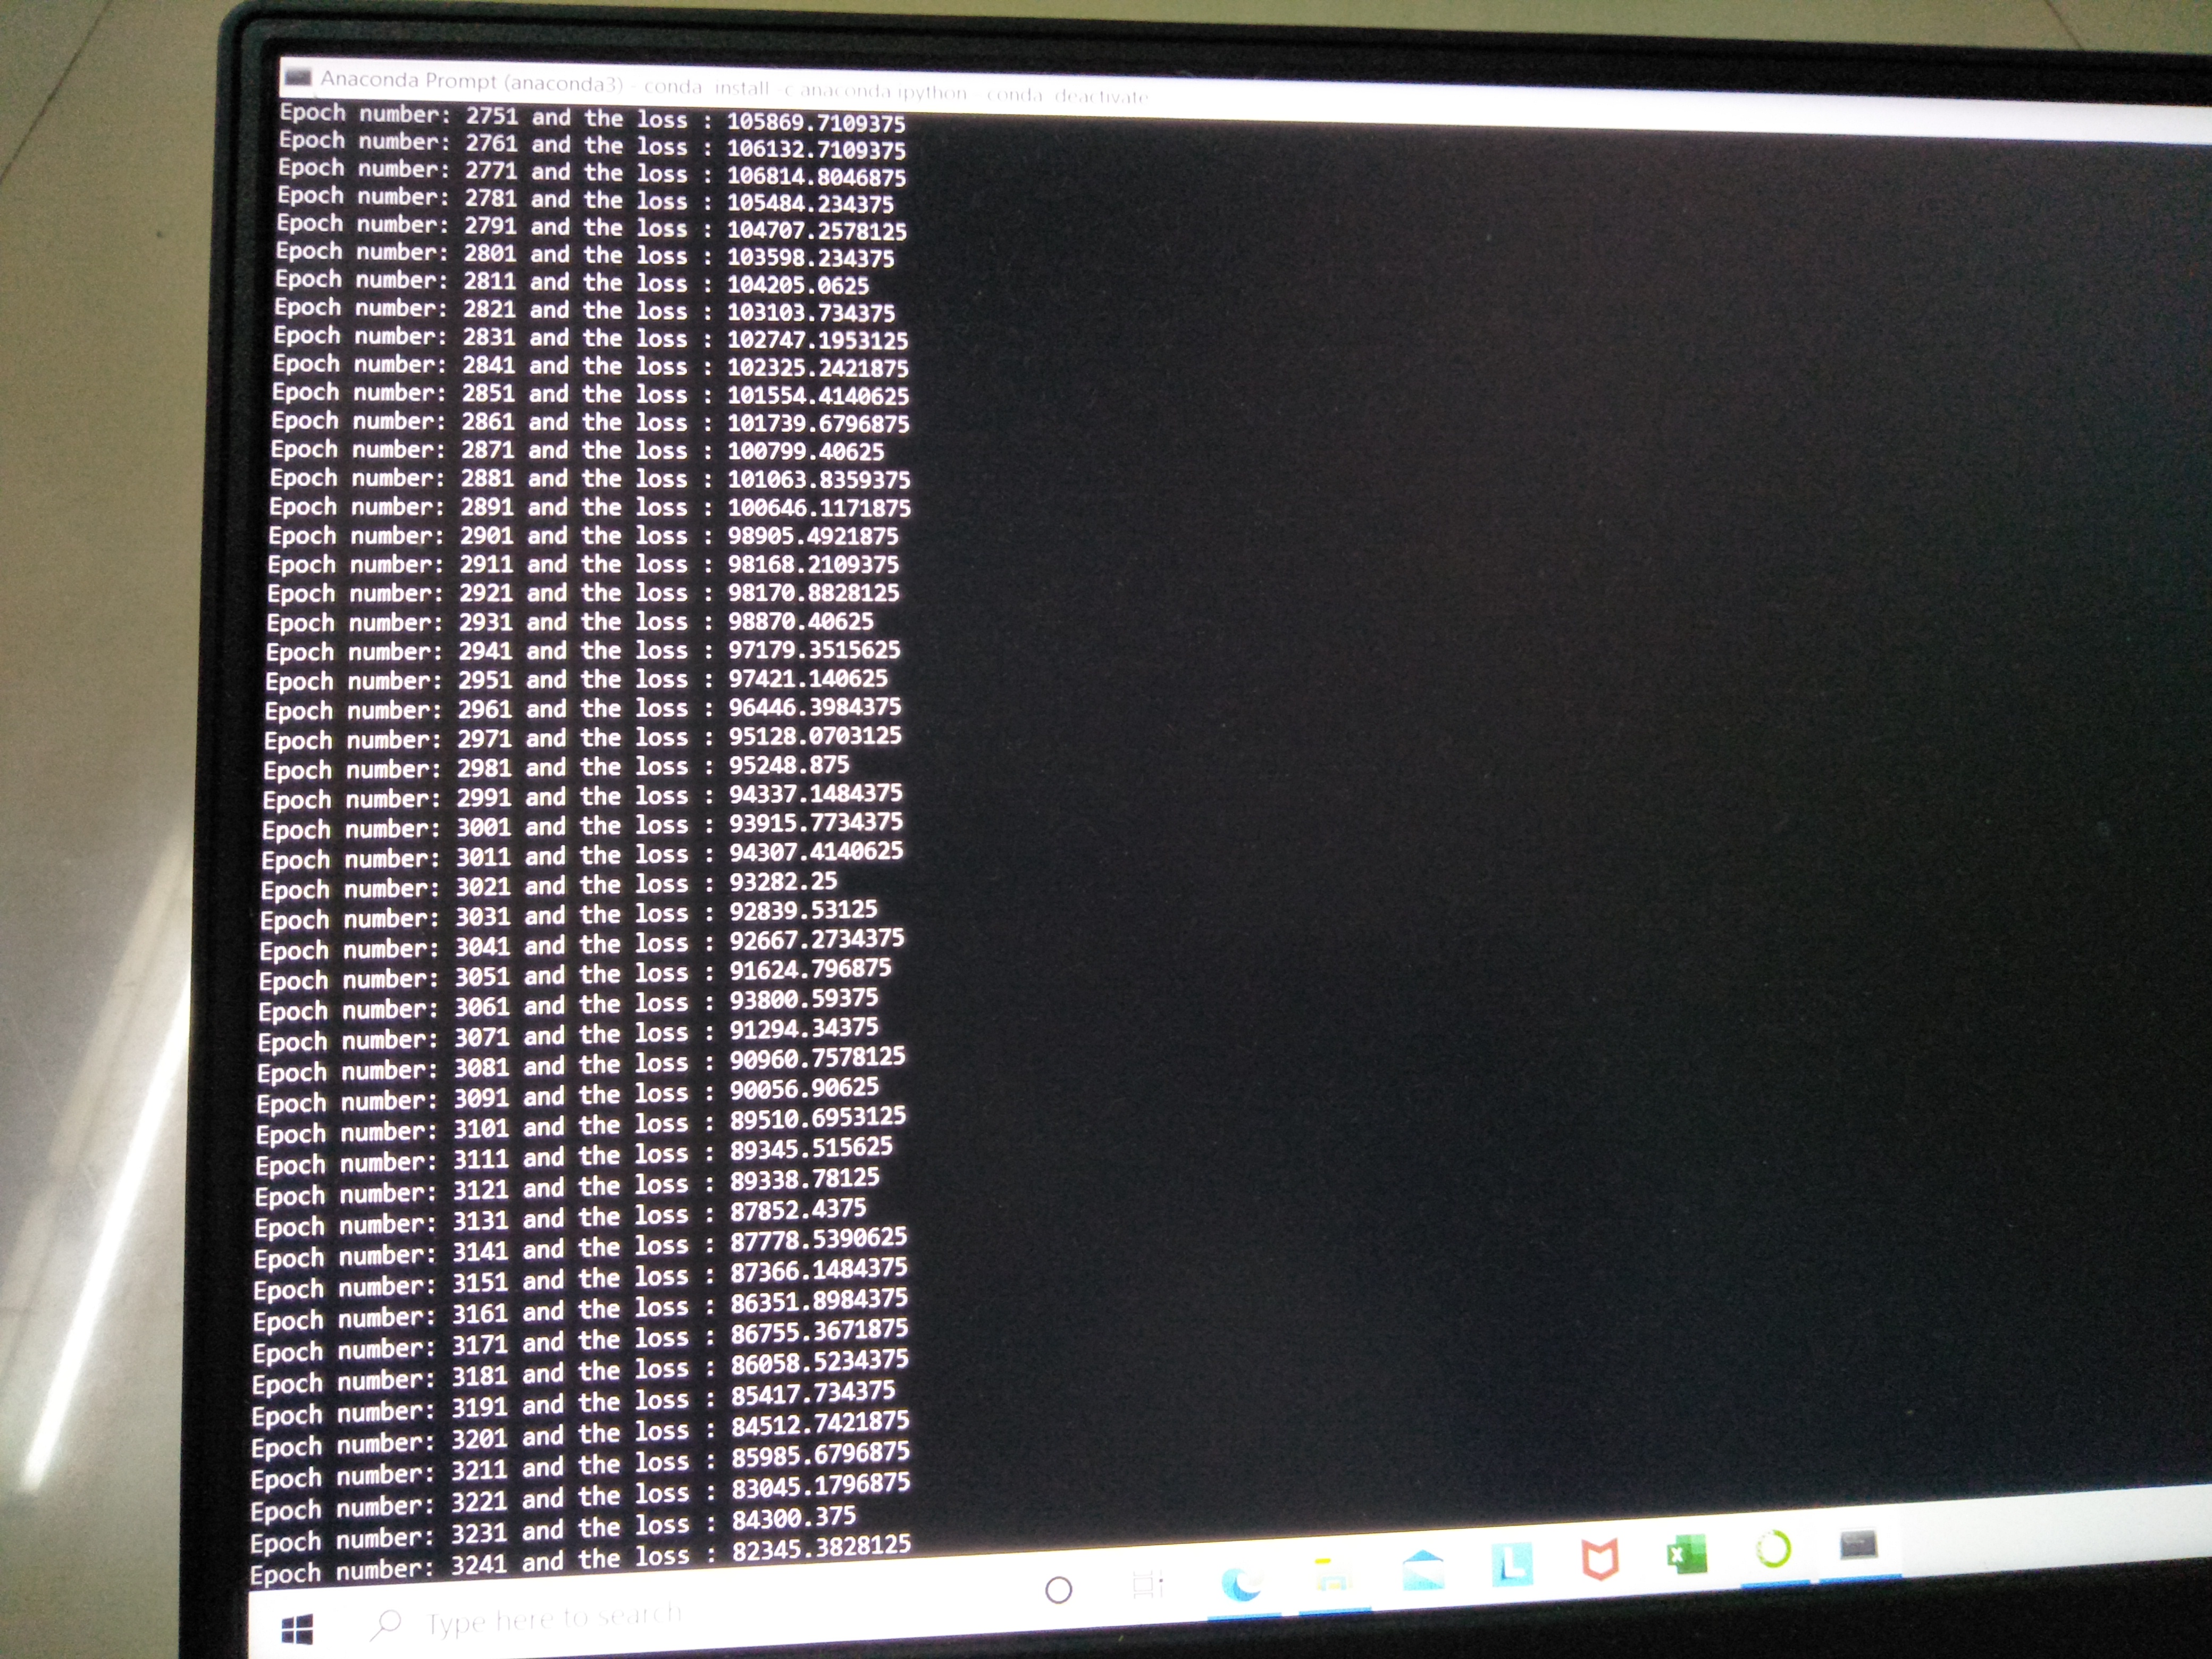 Anaconda Prompt (anaconda3) - conda install -c anaconda ipython - conda deactivate
Epoch number: 2751 and the loss : 105869.7109375
Epoch number: 2761 and the loss : 106132.7109375
Epoch number: 2771 and the loss : 106814.8046875
Epoch number: 2781 and the loss : 105484.234375
Epoch number: 2791 and the loss : 104707.2578125
Epoch number: 2801 and the loss : 103598.234375
Epoch number: 2811 and the loss : 104205.0625
Epoch number: 2821 and the loss : 103103.734375
Epoch number: 2831 and the loss : 102747.1953125
Epoch number: 2841 and the loss : 102325.2421875
Epoch number: 2851 and the loss : 101554.4140625
Epoch number: 2861 and the loss : 101739.6796875
Epoch number: 2871 and the loss : 100799.40625
Epoch number: 2881 and the loss : 101063.8359375
Epoch number: 2891 and the loss : 100646.1171875
Epoch number: 2901 and the loss : 98905.4921875
Epoch number: 2911 and the loss : 98168.2109375
Epoch number: 2921 and the loss : 98170.8828125
Epoch number: 2931 and the loss : 98870.40625
Epoch number: 2941 and the loss : 97179.3515625
Epoch number: 2951 and the loss : 97421.140625
Epoch number: 2961 and the loss : 96446.3984375
Epoch number: 2971 and the loss : 95128.0703125
Epoch number: 2981 and the loss : 95248.875
Epoch number: 2991 and the loss : 94337.1484375
Epoch number: 3001 and the loss : 93915.7734375
Epoch number: 3011 and the loss : 94307.4140625
Epoch number: 3021 and the loss : 93282.25
Epoch number: 3031 and the loss : 92839.53125
Epoch number: 3041 and the loss : 92667.2734375
Epoch number: 3051 and the loss : 91624.796875
Epoch number: 3061 and the loss : 93800.59375
Epoch number: 3071 and the loss : 91294.34375
Epoch number: 3081 and the loss : 90960.7578125
Epoch number: 3091 and the loss : 90056.90625
Epoch number: 3101 and the loss : 89510.6953125
Epoch number: 3111 and the loss : 89345.515625
Epoch number: 3121 and the loss : 89338.78125
Epoch number: 3131 and the loss : 87852.4375
Epoch number: 3141 and the loss : 87778.5390625
Epoch number: 3151 and the loss : 87366.1484375
Epoch number: 3161 and the loss : 86351.8984375
Epoch number: 3171 and the loss : 86755.3671875
Epoch number: 3181 and the loss : 86058.5234375
Epoch number: 3191 and the loss : 85417.734375
Epoch number: 3201 and the loss : 84512.7421875
Epoch number: 3211 and the loss : 85985.6796875
Epoch number: 3221 and the loss : 83045.1796875
Epoch number: 3231 and the loss : 84300.375
Epoch number: 3241 and the loss : 82345.3828125
Type here to search
L
X